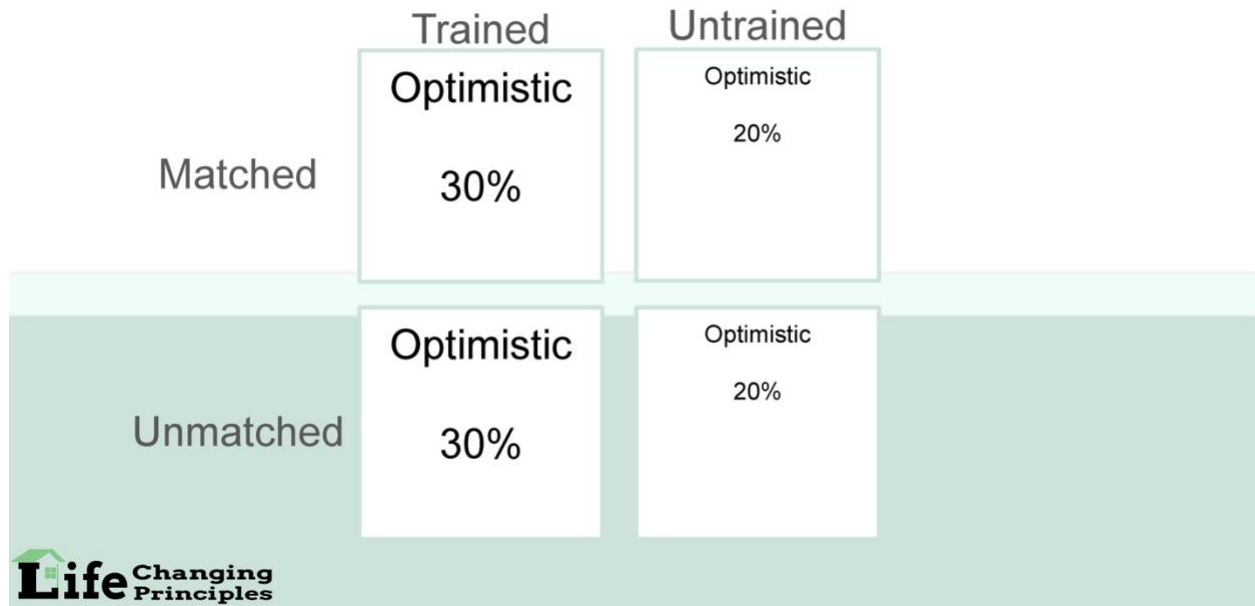 Trained Untrained
Optimistic Optimistic
30% 20%
Matched
Optimistic Optimistic
30% 20%
Unmatched
Life Changing
Principles